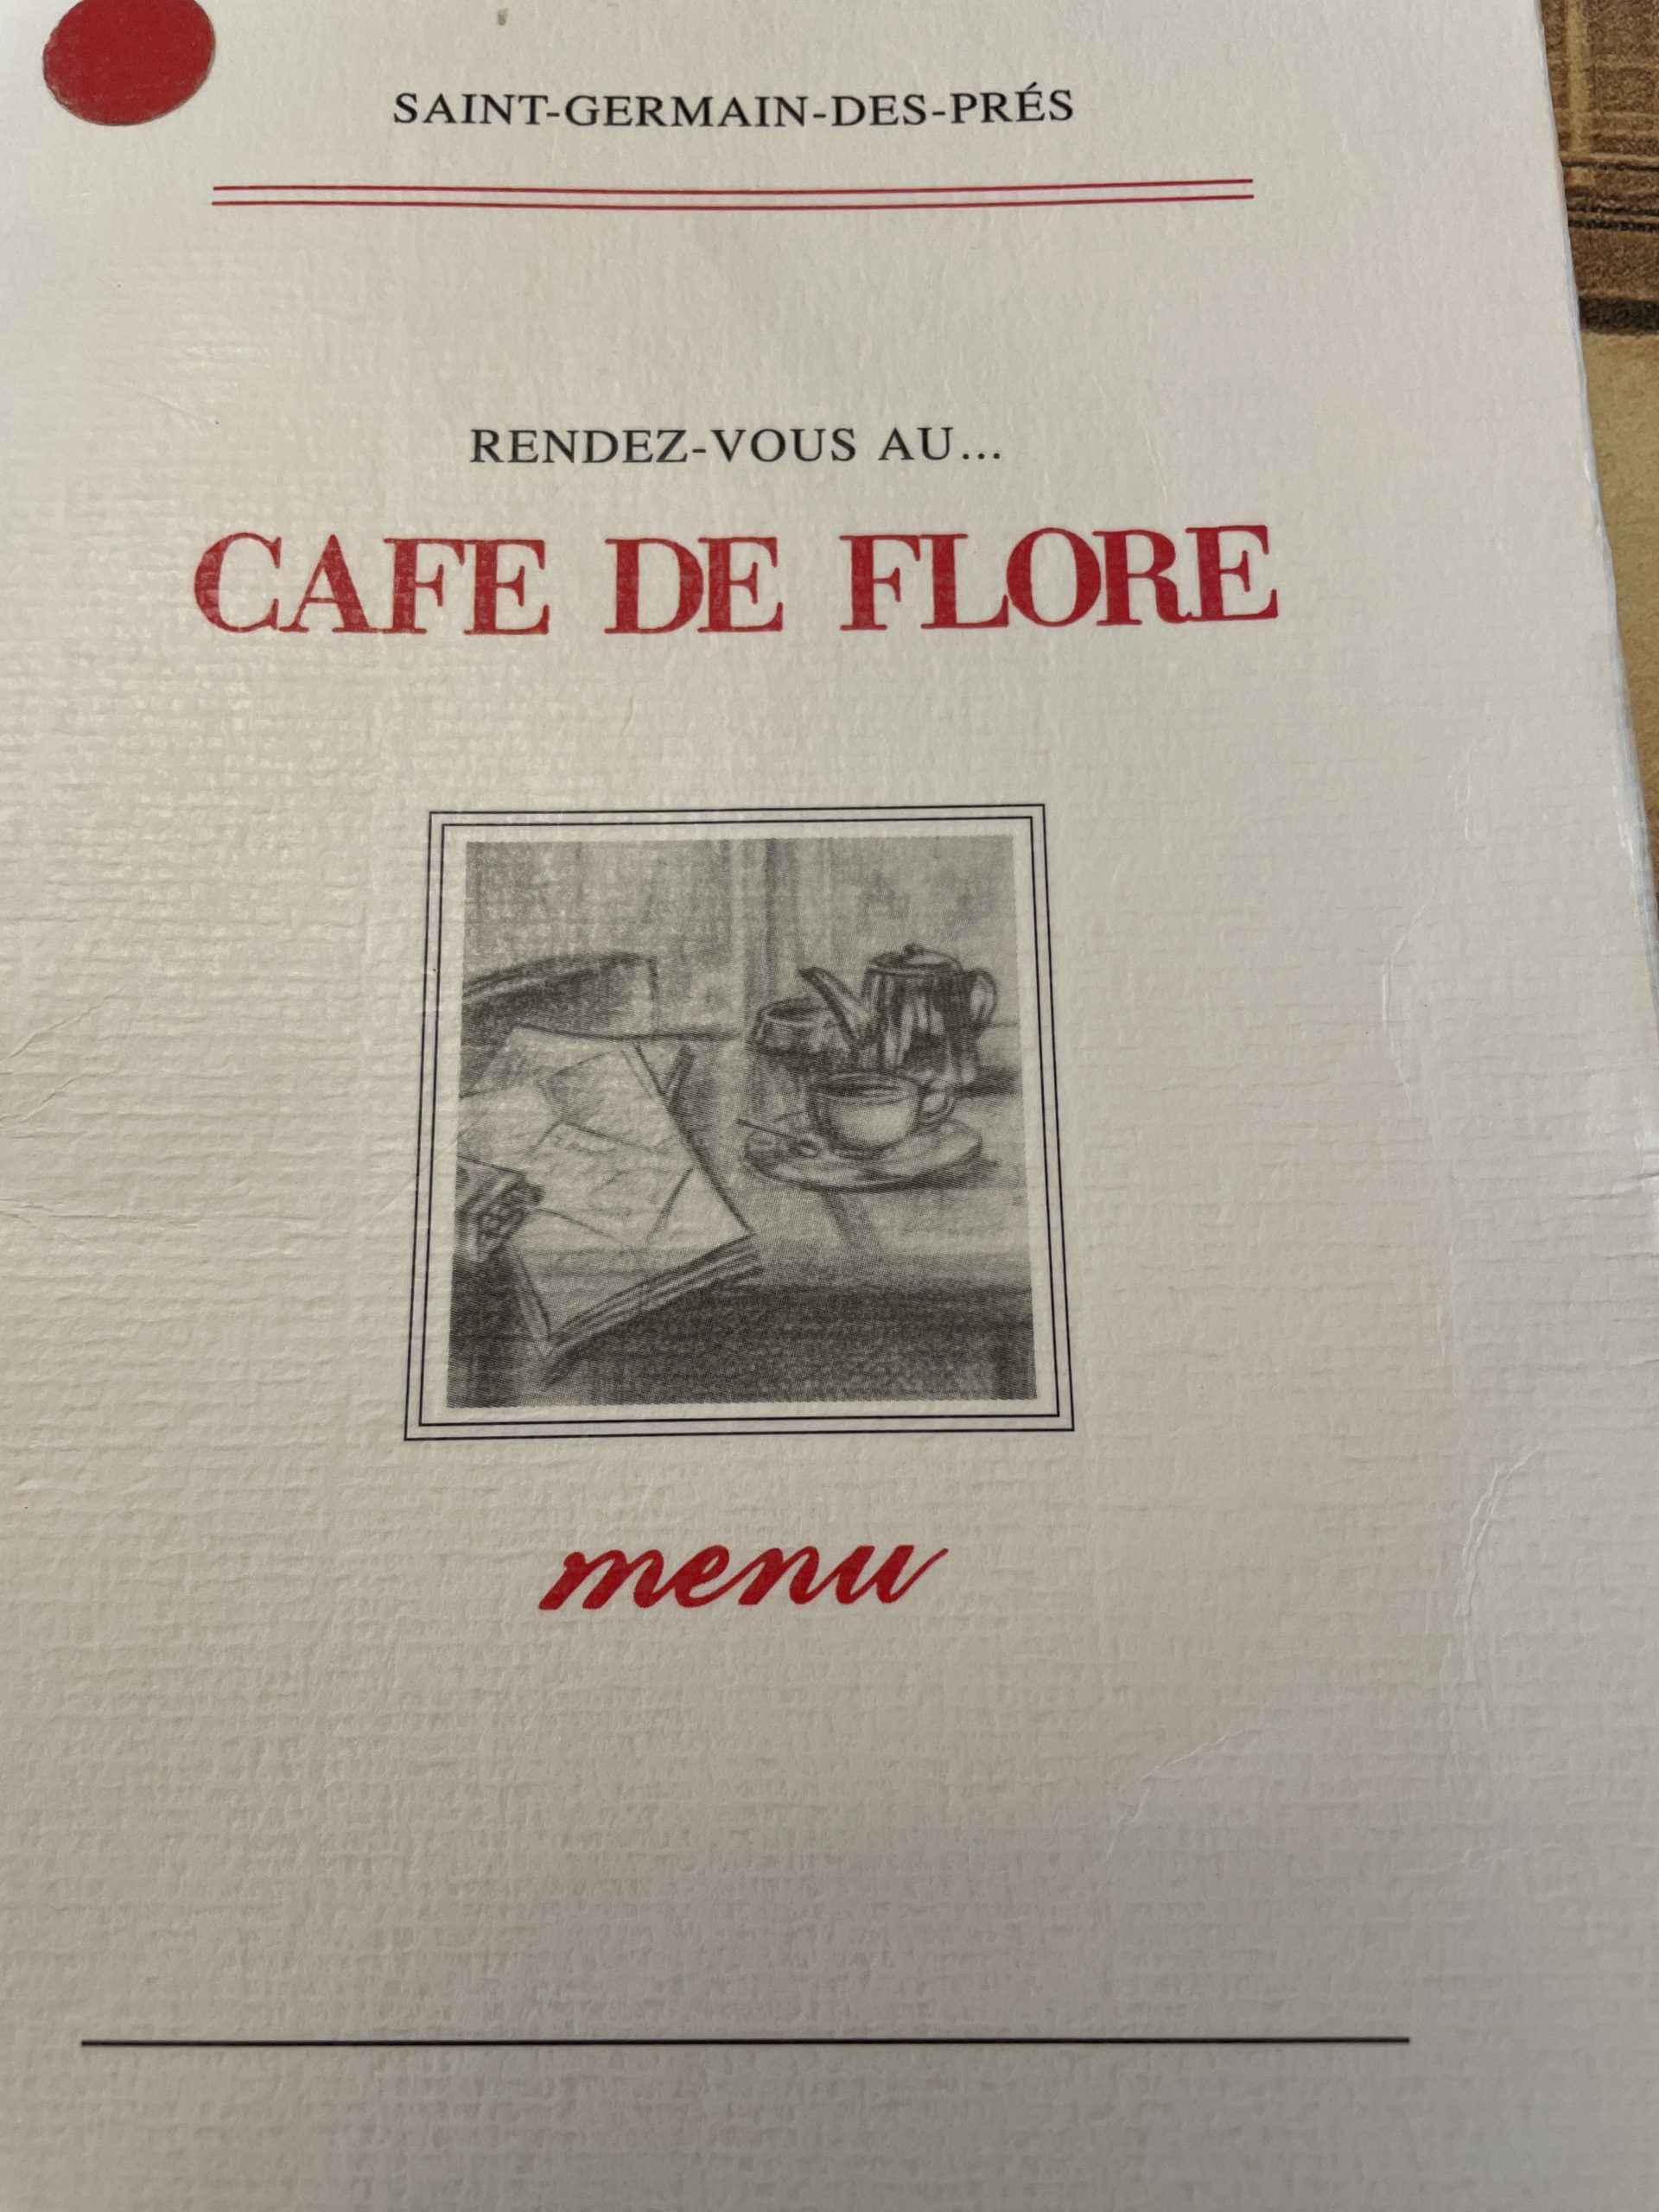 SAINT-GERMAIN-DES-PRÉS
RENDEZ-VOUS AU...
CAFE DE FLORE
menu